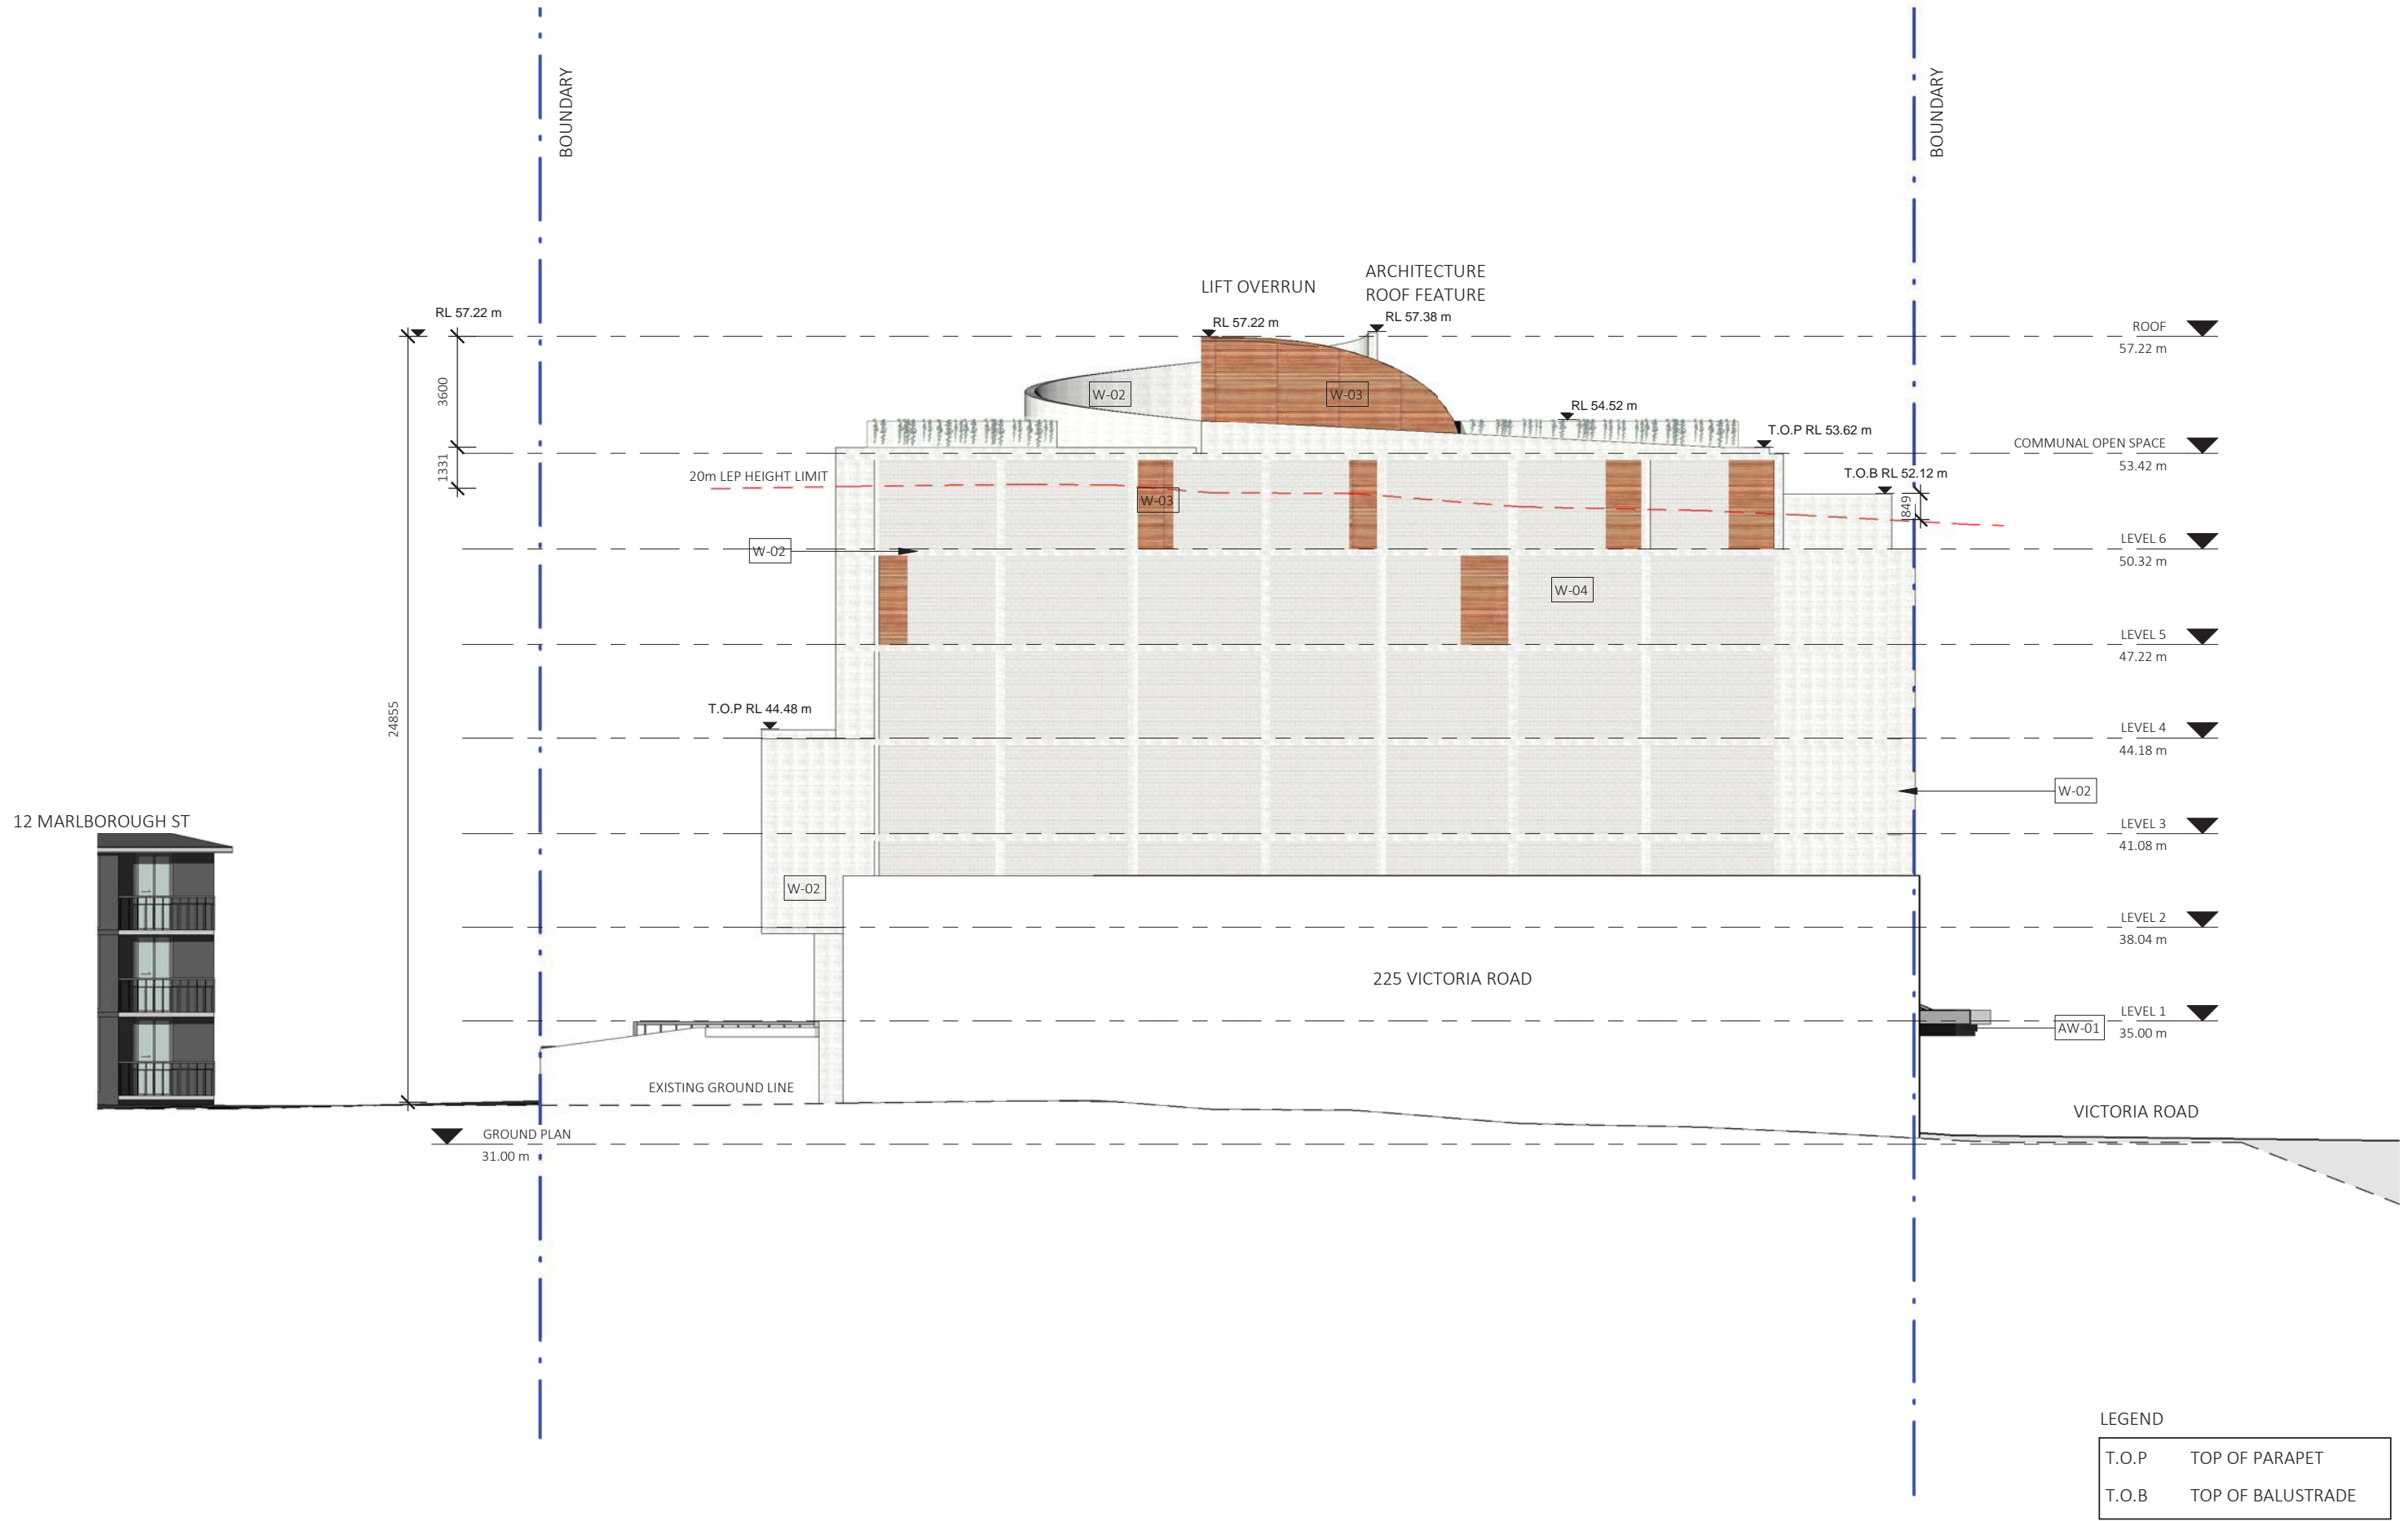 BOUNDARY
BOUNDARY
LIFT OVERRUN
ARCHITECTURE
ROOF FEATURE
RL 57.22 m
RL 57.22 m
RL 57.38 m
ROOF
57.22 m
3600
W-02
W-03
RL 54.52 m
T.O.P RL 53.62 m
COMMUNAL OPEN SPACE
53.42 m
1331
20m LEP HEIGHT LIMIT
W-03
T.O.B RL 52.12 m
849
W-02
LEVEL 6
50.32 m
W-04
LEVEL 5
47.22 m
24855
T.O.P RL 44.48 m
LEVEL 4
44.18 m
W-02
12 MARLBOROUGH ST
LEVEL 3
41.08 m
W-02
LEVEL 2
38.04 m
225 VICTORIA ROAD
LEVEL 1
35.00 m
AW-01
EXISTING GROUND LINE
VICTORIA ROAD
GROUND PLAN
31.00 m
LEGEND
T.O.P TOP OF PARAPET
T.O.B TOP OF BALUSTRADE